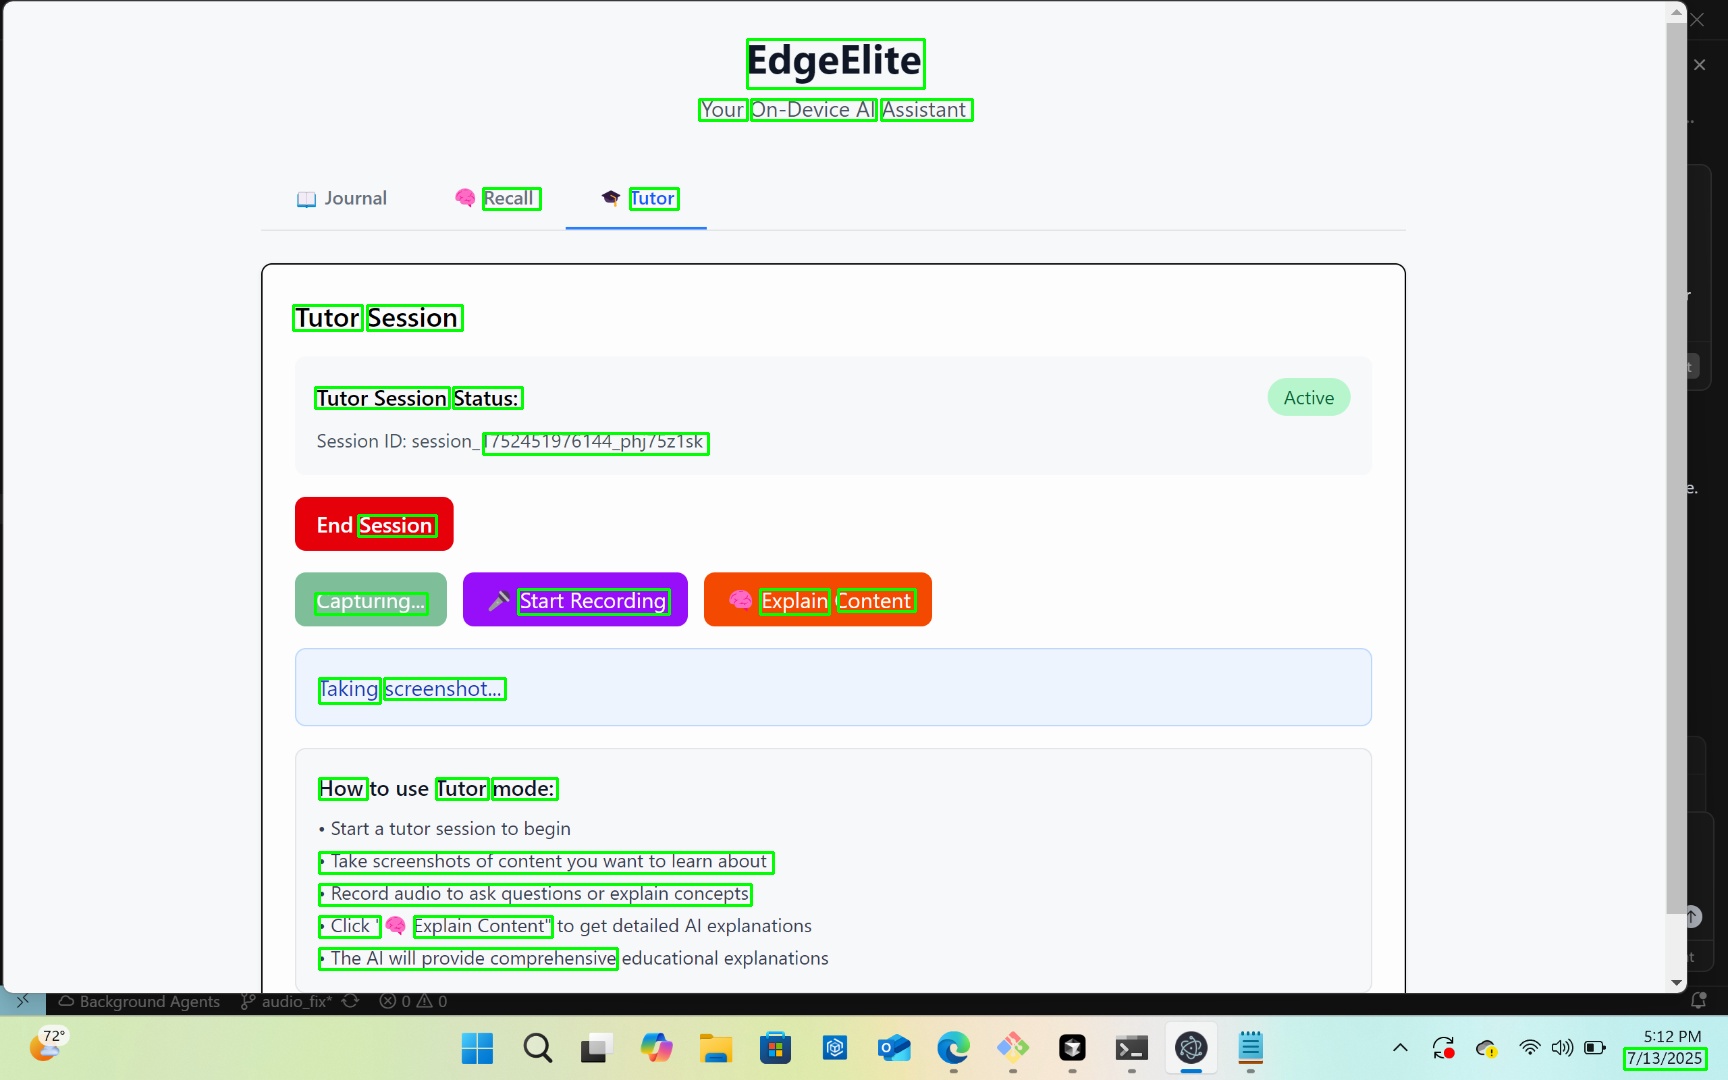 EdgeElite
Your On-Device AI Assistant
Journal
Recall
Tutor
Tutor Session
Tutor Session Status:
Active
Session ID: session_1752451976144_phj75z1sk
End Session
Capturing...
Start Recording
Explain Content
Taking screenshot...
How to use Tutor mode:
• Start a tutor session to begin
• Take screenshots of content you want to learn about
• Record audio to ask questions or explain concepts
• Click "🧠 Explain Content" to get detailed AI explanations
• The AI will provide comprehensive educational explanations
Background Agents audio_fix* 0 0
72°
5:12 PM
7/13/2025